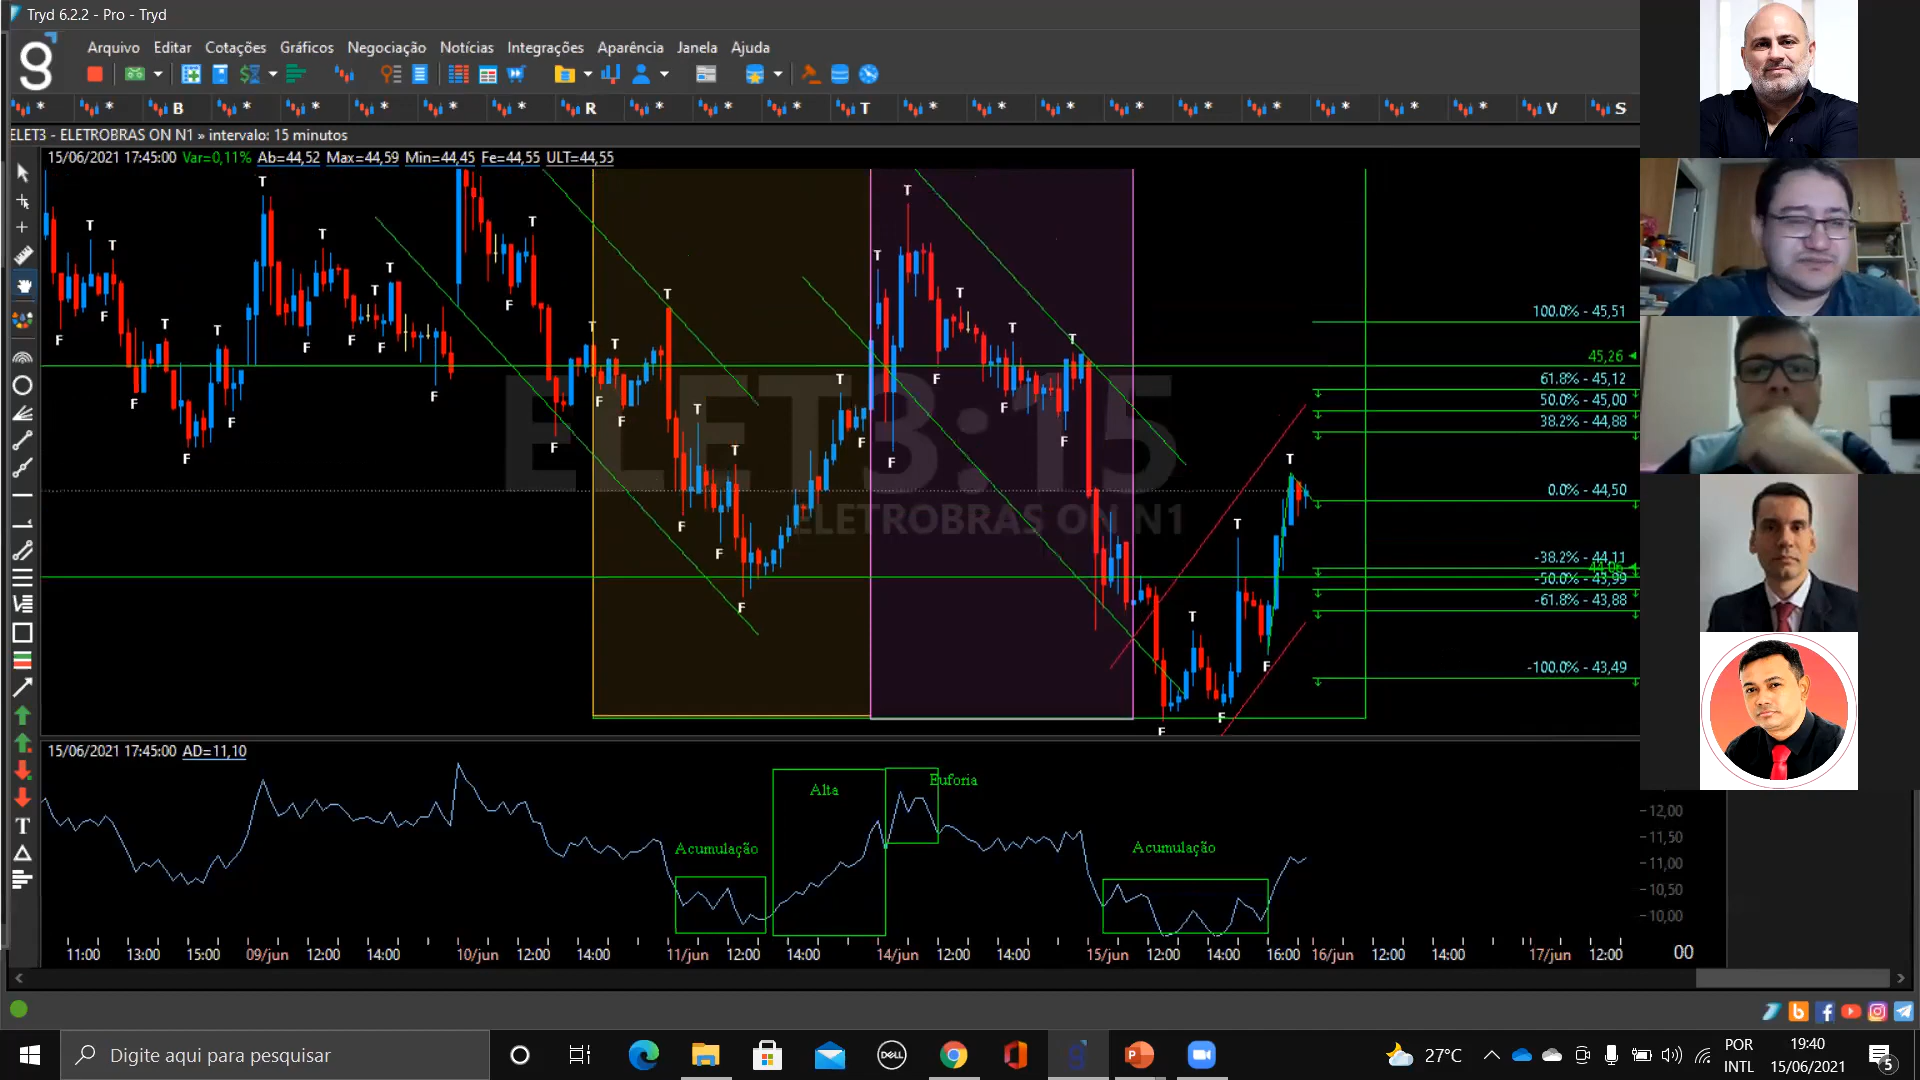 Tryd 6.2.2 - Pro - Tryd
Arquivo Editar Cotações Gráficos Negociação Notícias Integrações Aparência Janela Ajuda
* * B * * * * * R * * * T * * * * * * * * * V S
ELET3 - ELETROBRAS ON N1 » intervalo: 15 minutos
15/06/2021 17:45:00 Var=0,11% Ab=44,52 Max=44,59 Min=44,45 Fe=44,55 ULT=44,55
100.0% - 45,51
45,26
61.8% - 45,12
50.0% - 45,00
38.2% - 44,88
ELET3:15
0.0% - 44,50
ELETROBRAS ON N1
-38.2% - 44,11
44,06
-50.0% - 43,99
-61.8% - 43,88
-100.0% - 43,49
15/06/2021 17:45:00 AD=11,10
Alta
Euforia
Acumulação
Acumulação
12,00
11,50
11,00
10,50
10,00
11:00 13:00 15:00 09/jun 12:00 14:00 10/jun 12:00 14:00 11/jun 12:00 14:00 14/jun 12:00 14:00 15/jun 12:00 14:00 16:00 16/jun 12:00 14:00 17/jun 12:00 00
Digite aqui para pesquisar
DELL
27°C
POR
INTL
19:40
15/06/2021
5